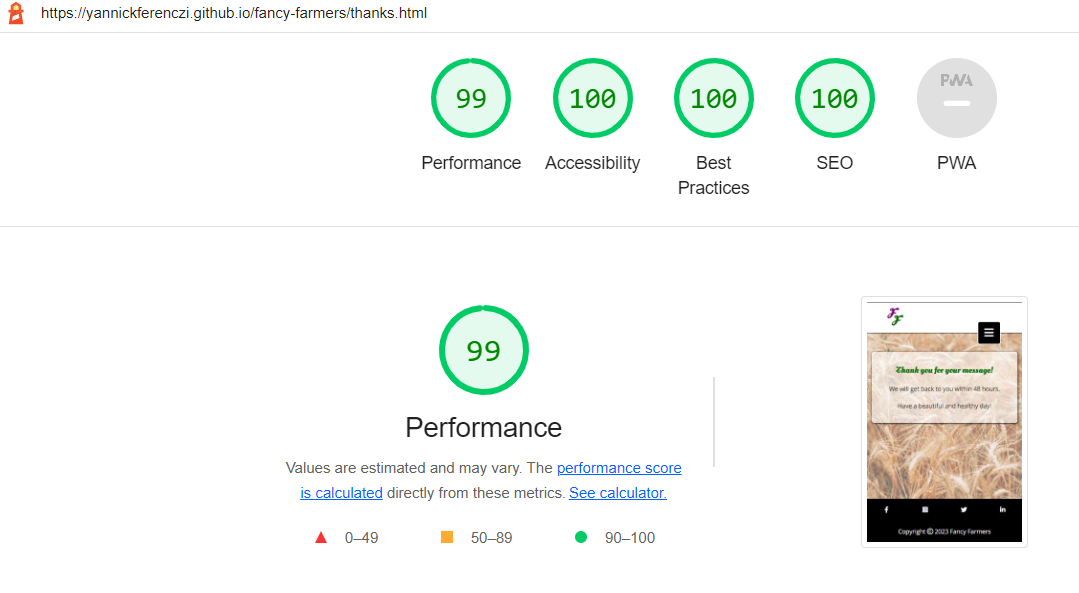 https://yannickferenczi.github.io/fancy-farmers/thanks.html
99
100
100
100
PWA
Performance
Accessibility
Best
Practices
SEO
PWA
99
Performance
Values are estimated and may vary. The performance score
is calculated directly from these metrics. See calculator.
0–49
50–89
90–100
FF
Thank you for your message!
We will get back to you within 48 hours.
Have a beautiful and healthy day!
Copyright © 2023 Fancy Farmers